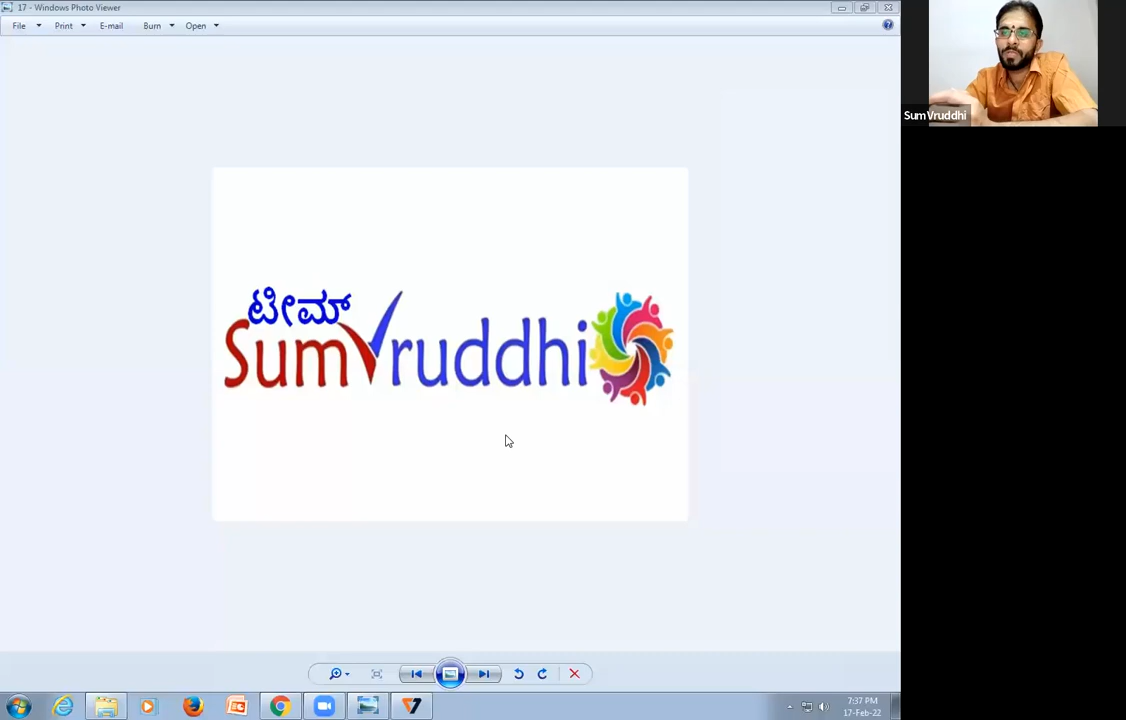 17 - Windows Photo Viewer
File Print E-mail Burn Open
SumVruddhi
ಟೀಮ್
SumVruddhi
7:37 PM
17-Feb-22